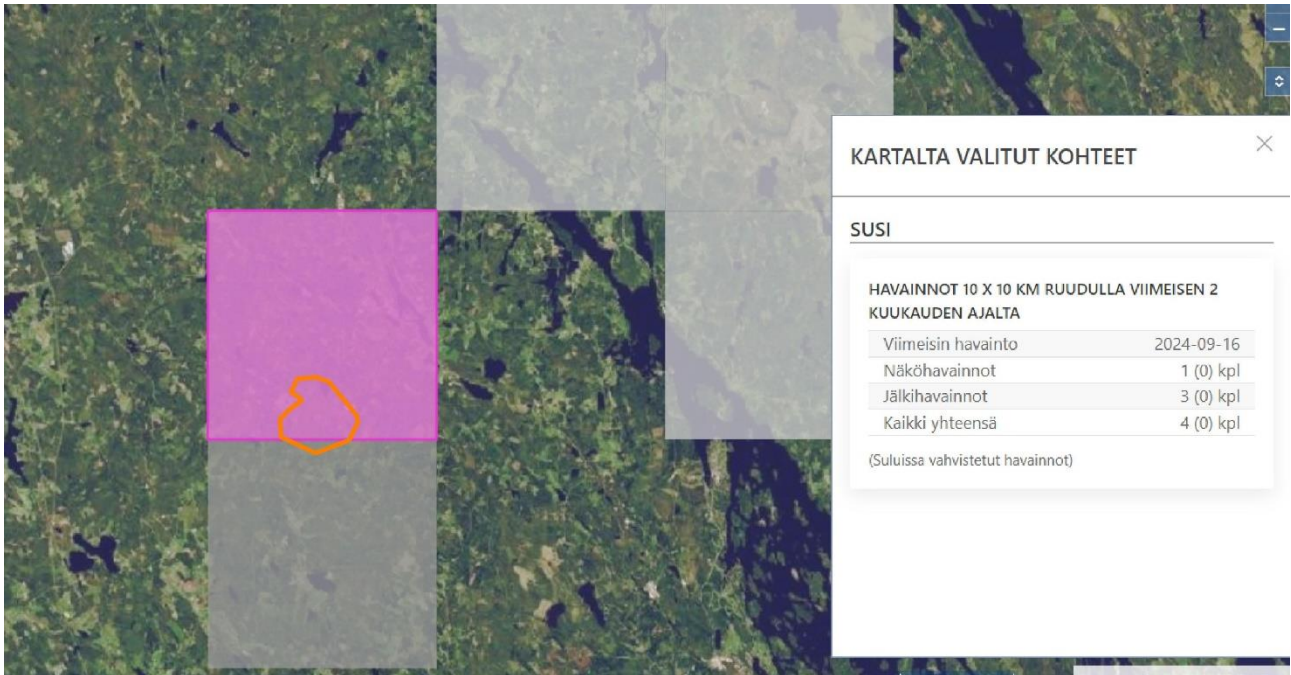 KARTALTA VALITUT KOHTEET
SUSI
HAVAINNOT 10 X 10 KM RUUDULLA VIIMEISEN 2
KUUKAUDEN AJALTA
Viimeisin havainto 2024-09-16
Näköhavainnot 1 (0) kpl
Jälkihavainnot 3 (0) kpl
Kaikki yhteensä 4 (0) kpl
(Suluissa vahvistetut havainnot)